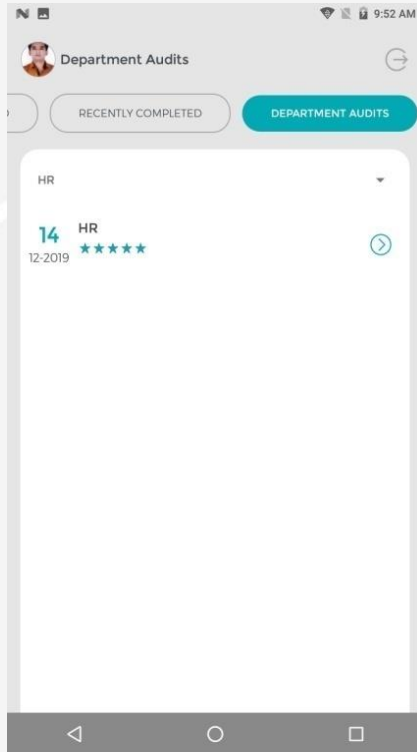 9:52 AM
Department Audits
RECENTLY COMPLETED
DEPARTMENT AUDITS
HR
14
HR
12-2019